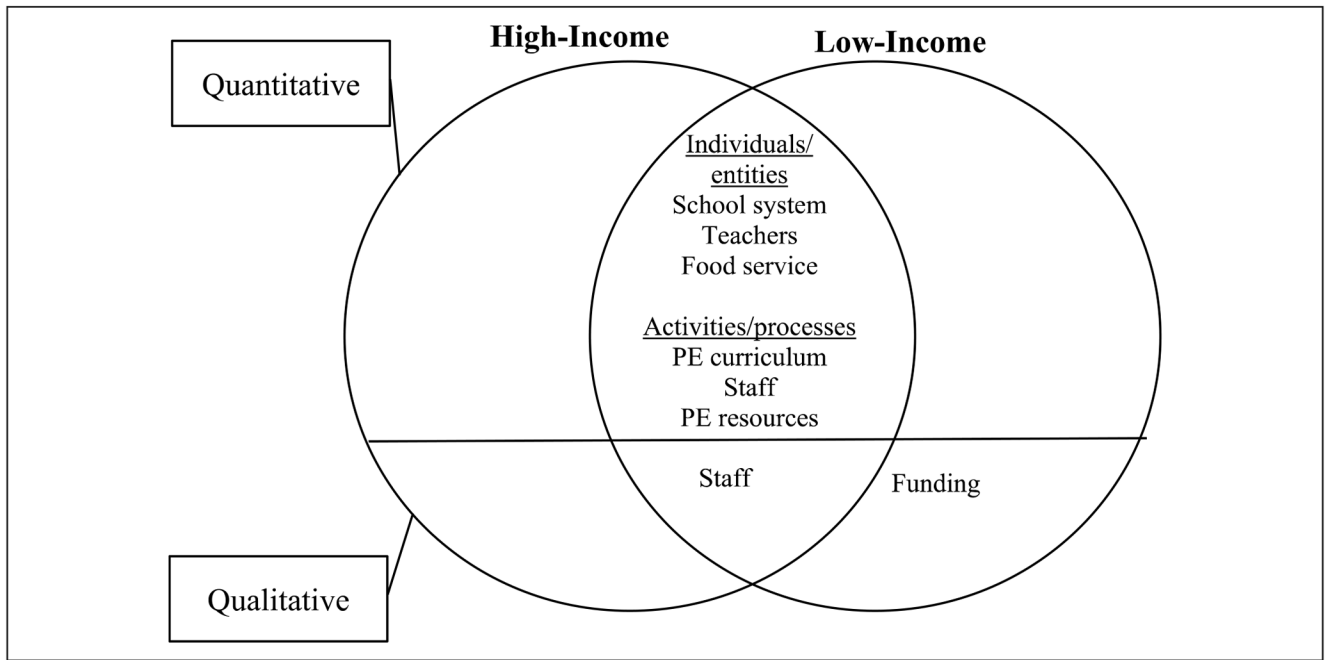 High-Income
Low-Income
Quantitative
Individuals/
entities
School system
Teachers
Food service
Activities/processes
PE curriculum
Staff
PE resources
Staff
Funding
Qualitative